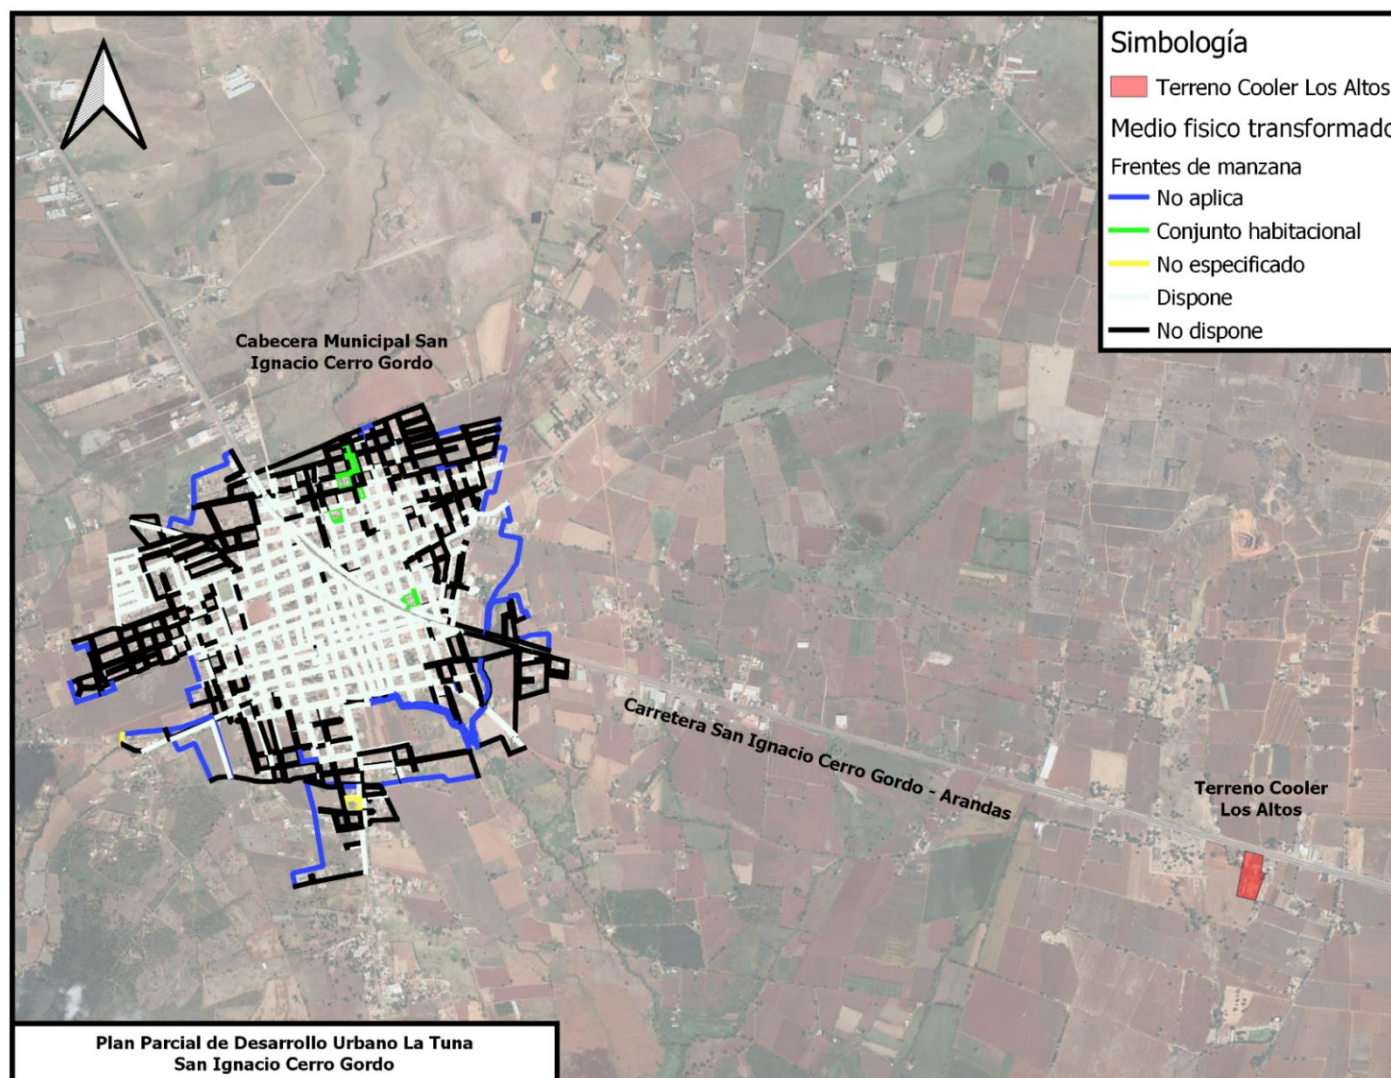 Simbología
Terreno Cooler Los Altos
Medio fisico transformado
Frentes de manzana
No aplica
Conjunto habitacional
No especificado
Dispone
No dispone
Cabecera Municipal San
Ignacio Cerro Gordo
Carretera San Ignacio Cerro Gordo - Arandas
Terreno Cooler
Los Altos
Plan Parcial de Desarrollo Urbano La Tuna
San Ignacio Cerro Gordo